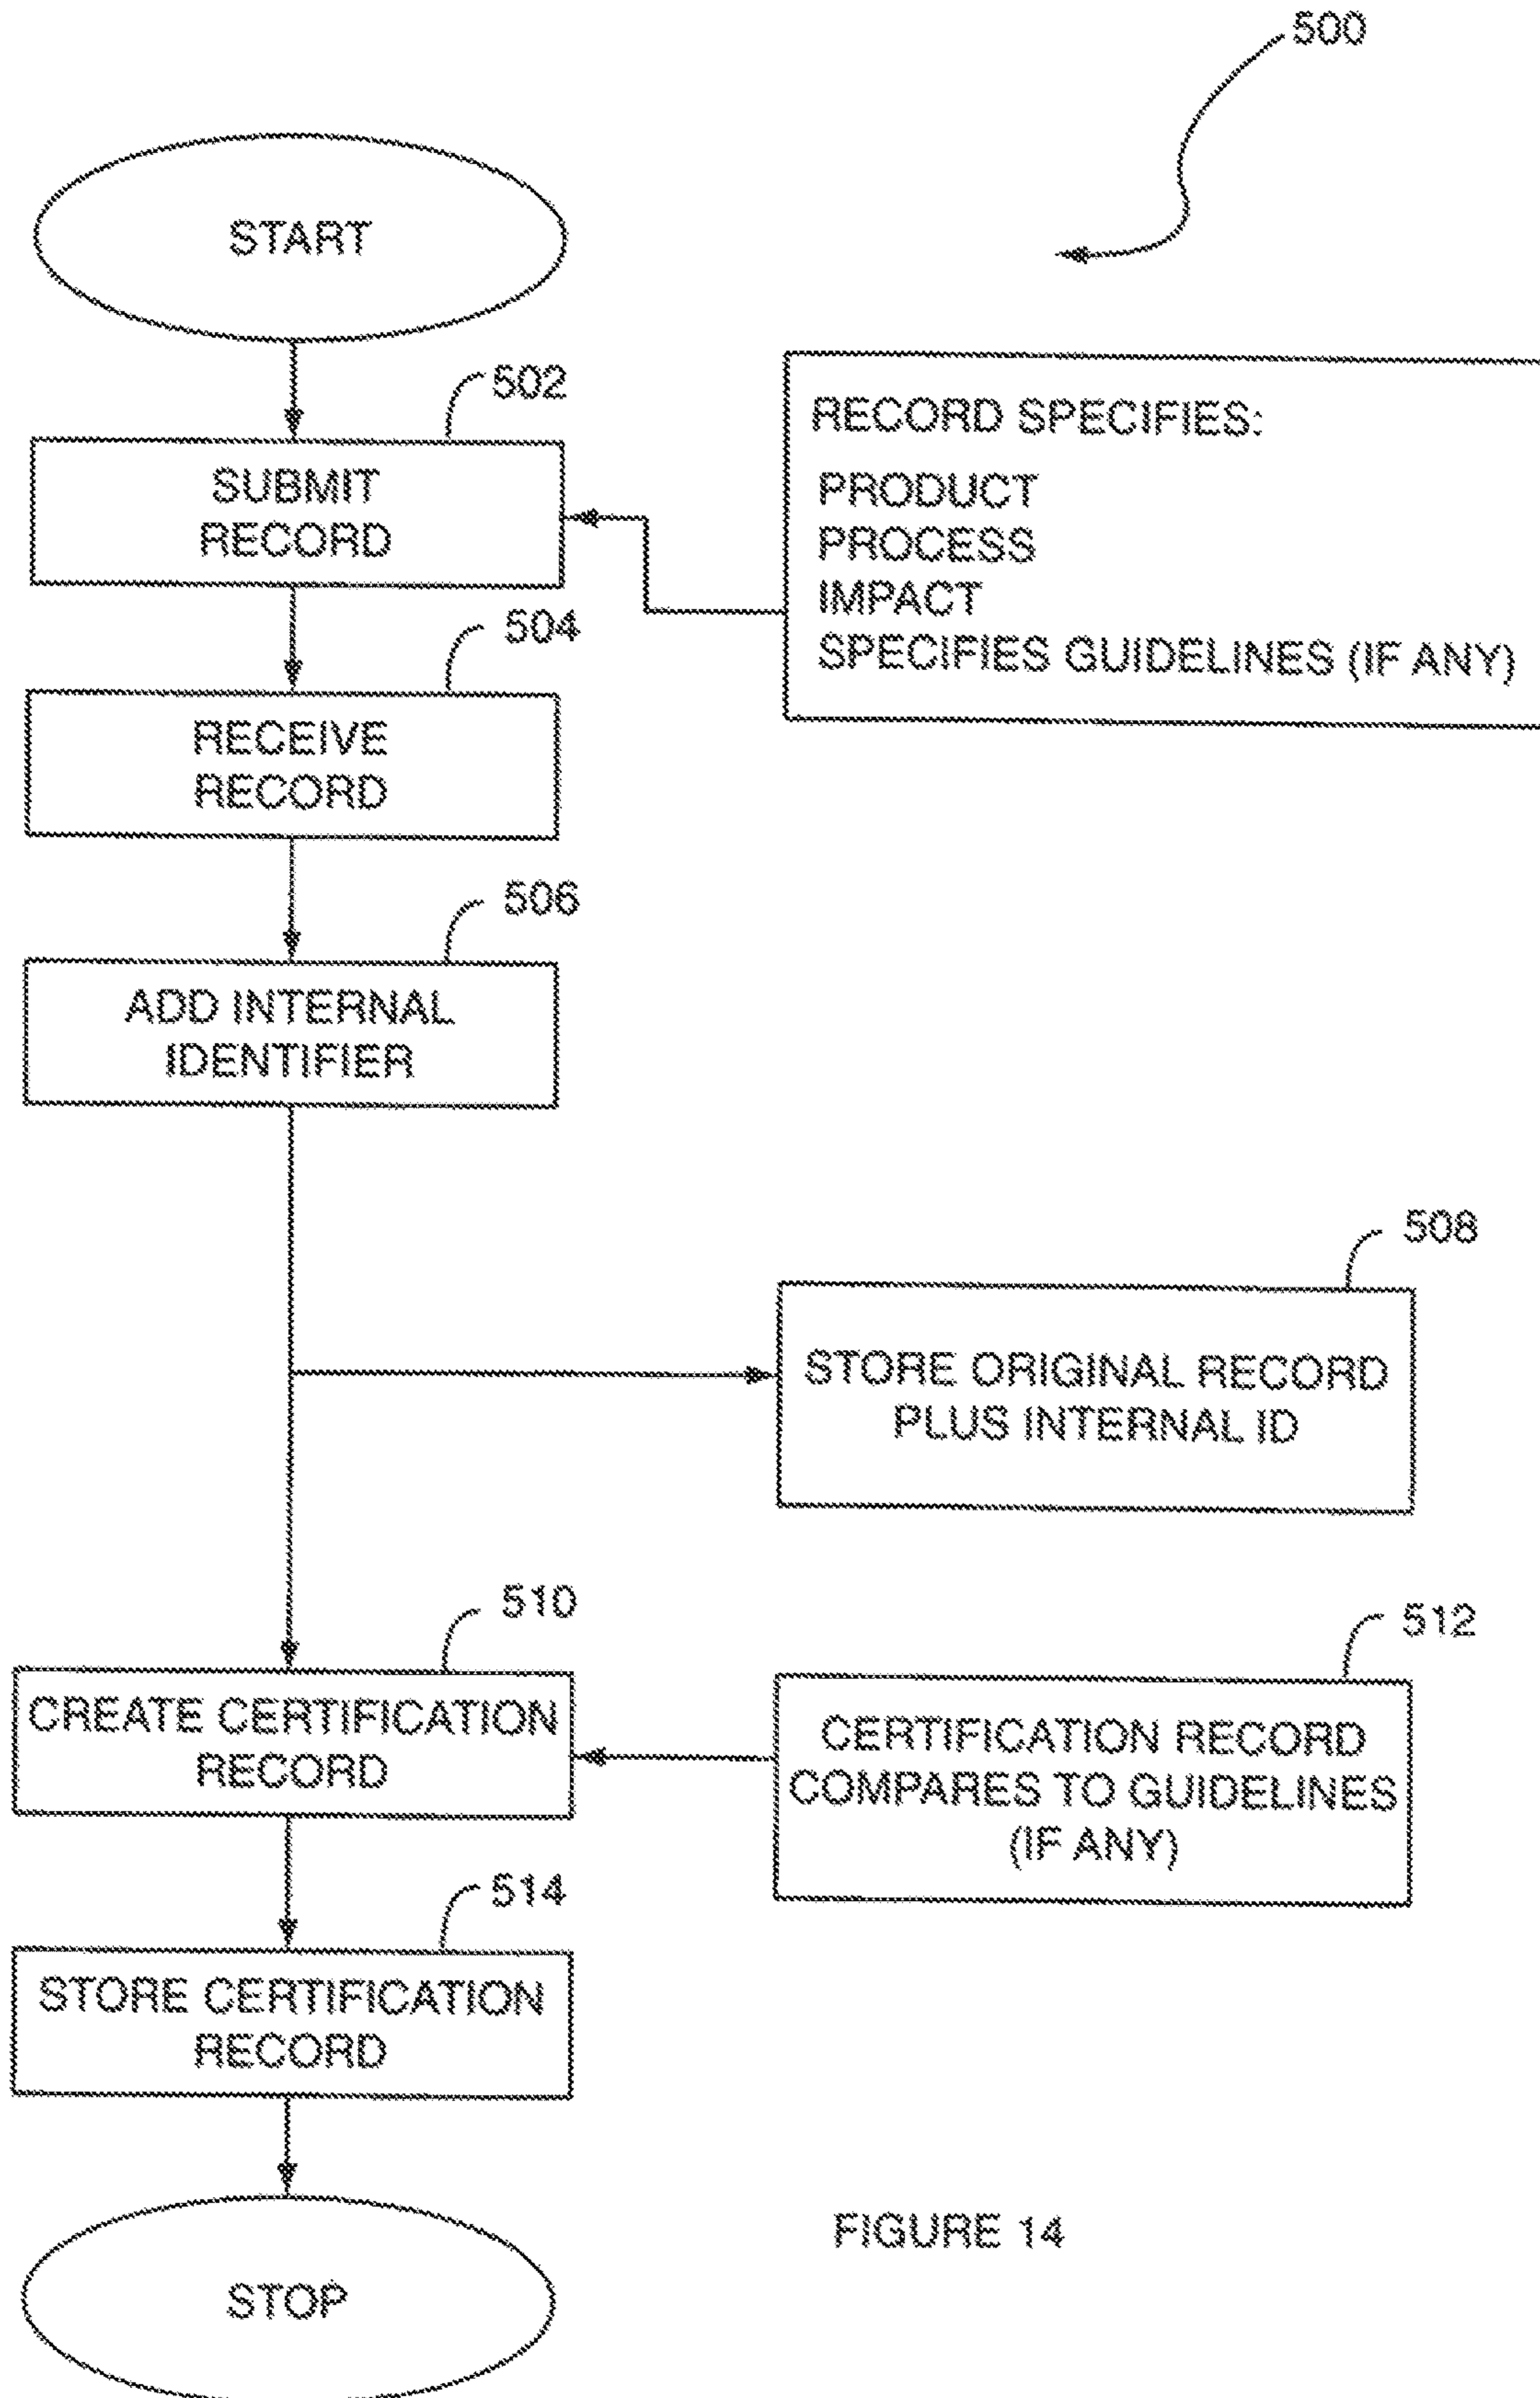 500
START
502
SUBMIT
RECORD
RECORD SPECIFIES:
PRODUCT
PROCESS
IMPACT
SPECIFIES GUIDELINES (IF ANY)
504
RECEIVE
RECORD
506
ADD INTERNAL
IDENTIFIER
508
STORE ORIGINAL RECORD
PLUS INTERNAL ID
510
CREATE CERTIFICATION
RECORD
512
CERTIFICATION RECORD
COMPARES TO GUIDELINES
(IF ANY)
514
STORE CERTIFICATION
RECORD
STOP
FIGURE 14